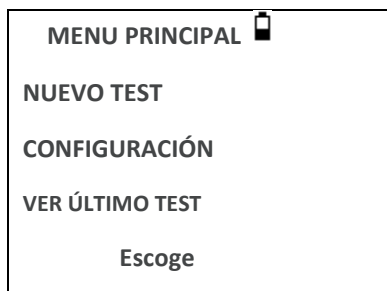 MENU PRINCIPAL
NUEVO TEST
CONFIGURACIÓN
VER ÚLTIMO TEST
Escoge